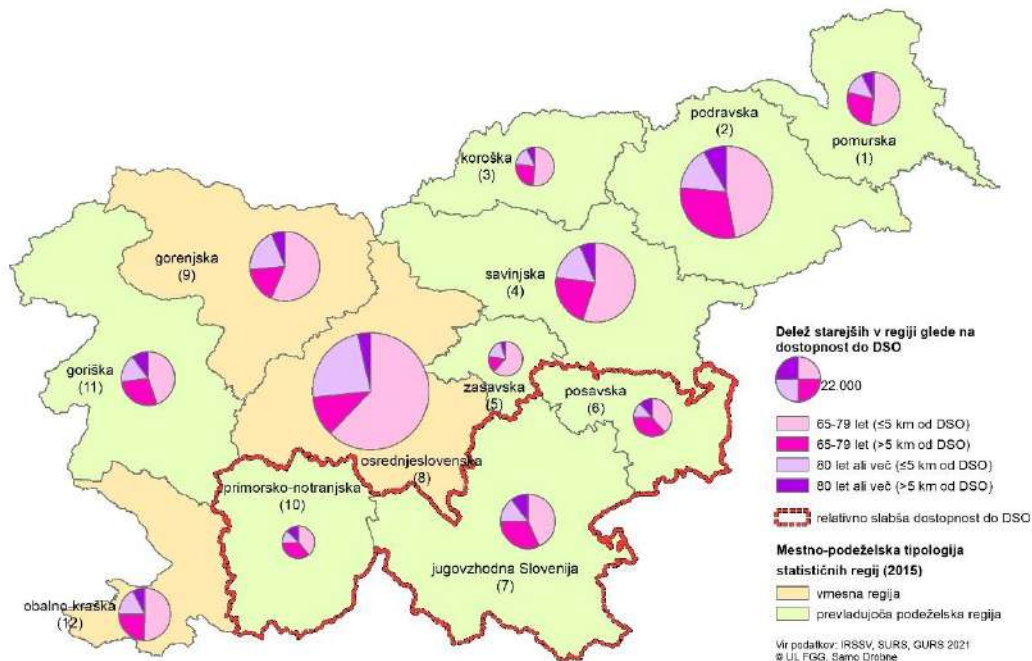 pomurska
(1)
podravska
(2)
koroška
(3)
savinjska
(4)
zasavska
(5)
posavska
(6)
jugovzhodna Slovenija
(7)
osrednjeslovenska
(8)
gorenjska
(9)
primorsko-notranjska
(10)
goriška
(11)
obalno-kraška
(12)
Delež starejših v regiji glede na
dostopnost do DSO
22.000
65-79 let (≤5 km od DSO)
65-79 let (>5 km od DSO)
80 let ali več (≤5 km od DSO)
80 let ali več (>5 km od DSO)
relativno slabša dostopnost do DSO
Mestno-podeželska tipologija
statističnih regij (2015)
vmesna regija
prevladujoča podeželska regija
Vir podatkov: IRSSV, SURS, GURS 2021
© UL FGG, Samo Drobne